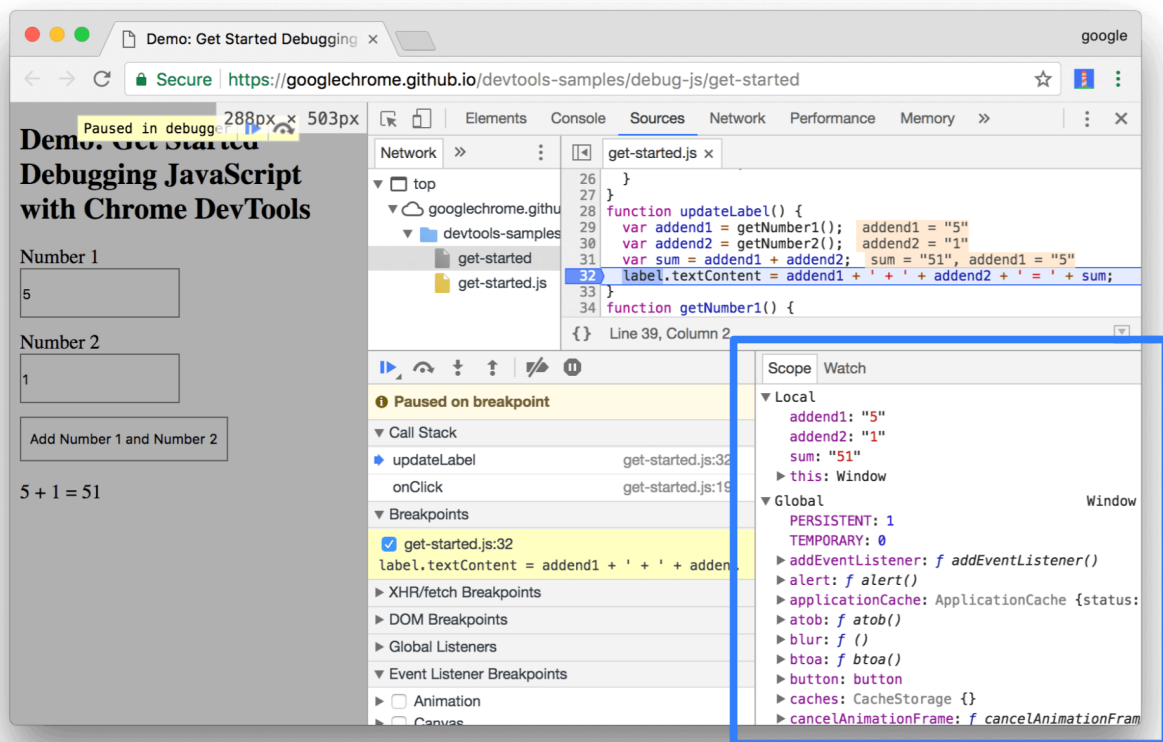 Demo: Get Started Debugging
google
Secure
https://googlechrome.github.io/devtools-samples/debug-js/get-started
288px × 503px
Paused in debugger
Demo: Get Started
Debugging JavaScript
with Chrome DevTools
Number 1
5
Number 2
1
Add Number 1 and Number 2
5 + 1 = 51
Elements Console Sources Network Performance Memory »
Network »
top
googlechrome.githu
devtools-samples
get-started
get-started.js
get-started.js ×
26 }
27 }
28 function updateLabel() {
29 var addend1 = getNumber1(); addend1 = "5"
30 var addend2 = getNumber2(); addend2 = "1"
31 var sum = addend1 + addend2; sum = "51", addend1 = "5"
32 label.textContent = addend1 + ' + ' + addend2 + ' = ' + sum;
33 }
34 function getNumber1() {
{} Line 39, Column 2
Paused on breakpoint
Call Stack
updateLabel get-started.js:32
onClick get-started.js:19
Breakpoints
get-started.js:32
label.textContent = addend1 + ' + ' + adden
XHR/fetch Breakpoints
DOM Breakpoints
Global Listeners
Event Listener Breakpoints
Animation
Canvas
Scope Watch
Local
addend1: "5"
addend2: "1"
sum: "51"
this: Window
Global Window
PERSISTENT: 1
TEMPORARY: 0
addEventListener: ƒ addEventListener()
alert: ƒ alert()
applicationCache: ApplicationCache {status:
atob: ƒ atob()
blur: ƒ ()
btoa: ƒ btoa()
button: button
caches: CacheStorage {}
cancelAnimationFrame: ƒ cancelAnimationFram